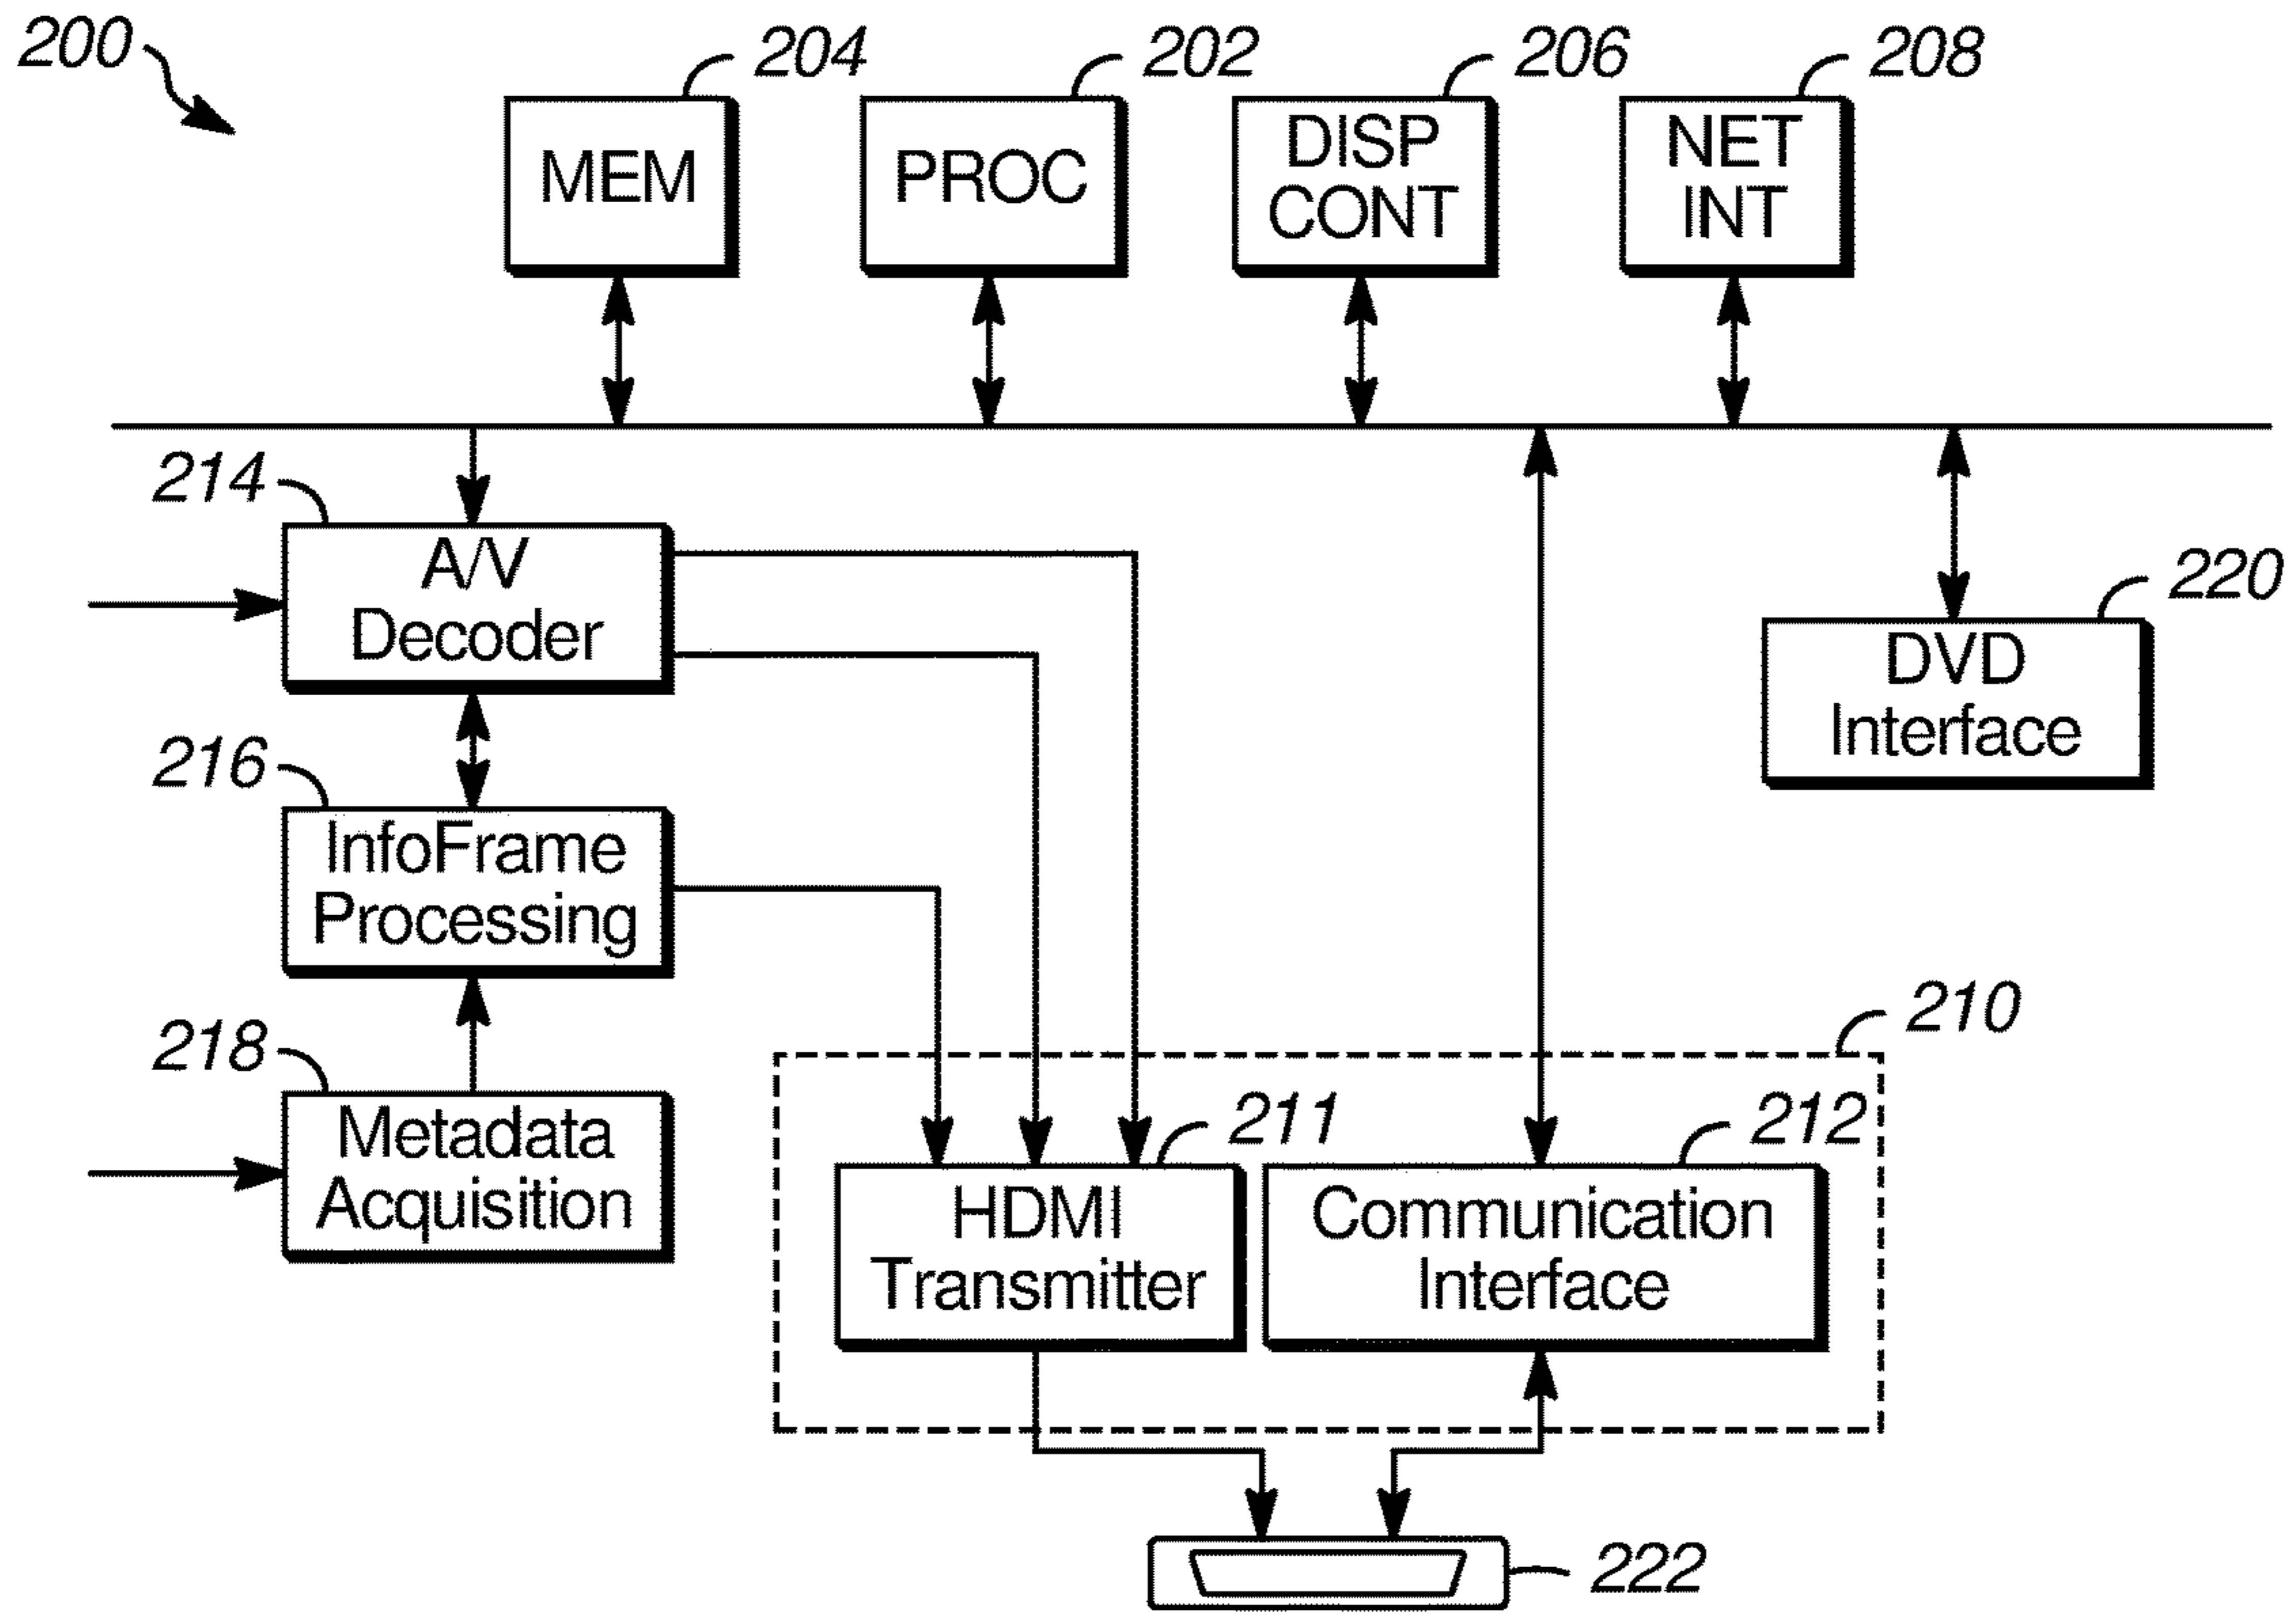 200
204
202
206
208
MEM
PROC
DISP
CONT
NET
INT
214
A/V
Decoder
220
DVD
Interface
216
InfoFrame
Processing
210
218
Metadata
Acquisition
211
212
HDMI
Transmitter
Communication
Interface
222